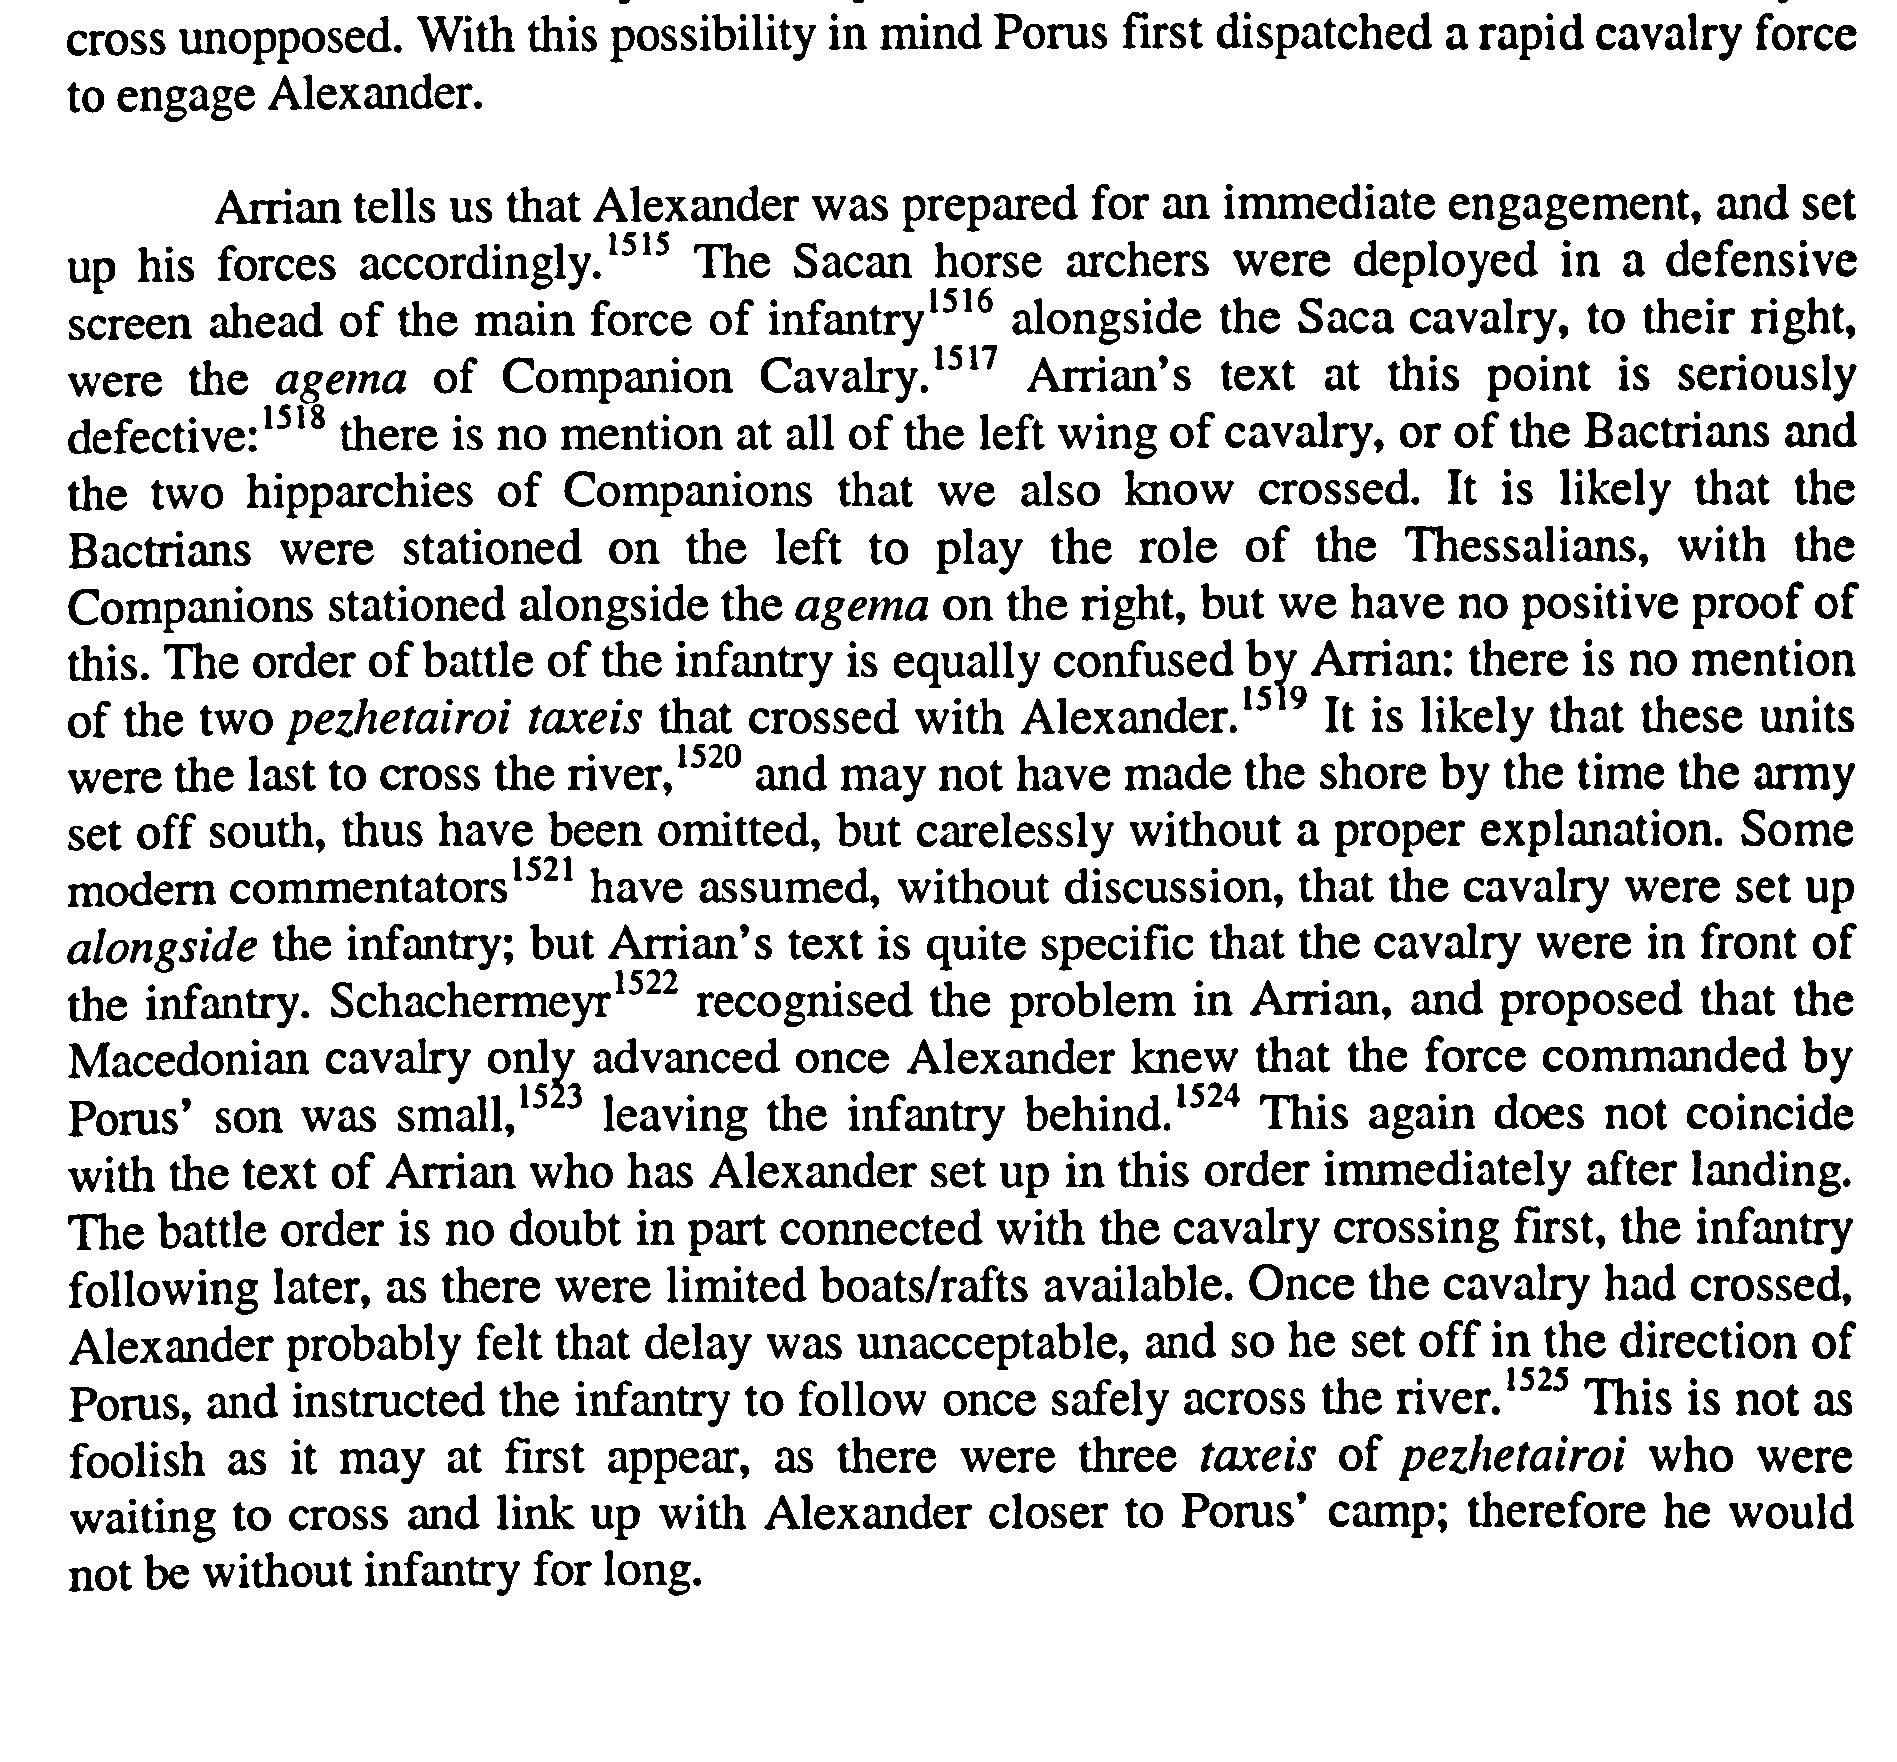 cross unopposed. With this possibility in mind Porus first dispatched a rapid cavalry force
to engage Alexander.
Arrian tells us that Alexander was prepared for an immediate engagement, and set
up his forces accordingly.1515 The Sacan horse archers were deployed in a defensive
screen ahead of the main force of infantry1516 alongside the Saca cavalry, to their right,
were the agema of Companion Cavalry.1517 Arrian's text at this point is seriously
defective:1518 there is no mention at all of the left wing of cavalry, or of the Bactrians and
the two hipparchies of Companions that we also know crossed. It is likely that the
Bactrians were stationed on the left to play the role of the Thessalians, with the
Companions stationed alongside the agema on the right, but we have no positive proof of
this. The order of battle of the infantry is equally confused by Arrian: there is no mention
of the two pezhetairoi taxeis that crossed with Alexander.1519 It is likely that these units
were the last to cross the river,1520 and may not have made the shore by the time the army
set off south, thus have been omitted, but carelessly without a proper explanation. Some
modern commentators1521 have assumed, without discussion, that the cavalry were set up
alongside the infantry; but Arrian's text is quite specific that the cavalry were in front of
the infantry. Schachermeyr1522 recognised the problem in Arrian, and proposed that the
Macedonian cavalry only advanced once Alexander knew that the force commanded by
Porus' son was small,1523 leaving the infantry behind.1524 This again does not coincide
with the text of Arrian who has Alexander set up in this order immediately after landing.
The battle order is no doubt in part connected with the cavalry crossing first, the infantry
following later, as there were limited boats/rafts available. Once the cavalry had crossed,
Alexander probably felt that delay was unacceptable, and so he set off in the direction of
Porus, and instructed the infantry to follow once safely across the river.1525 This is not as
foolish as it may at first appear, as there were three taxeis of pezhetairoi who were
waiting to cross and link up with Alexander closer to Porus' camp; therefore he would
not be without infantry for long.